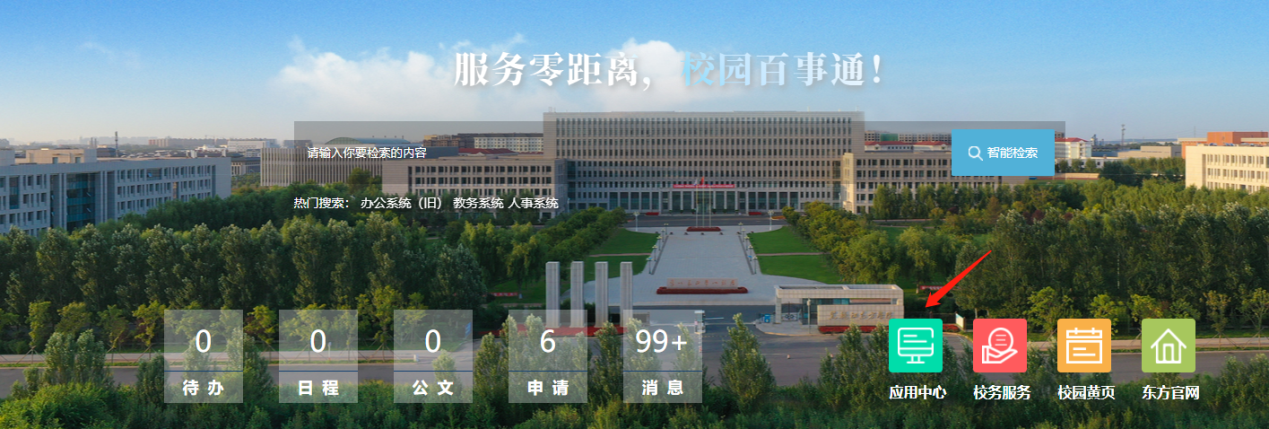 服务零距离，校园百事通！
请输入你要检索的内容
智能检索
热门搜索： 办公系统（旧） 教务系统 人事系统
0 0 0 6 99+
待办 日程 公文 申请 消息
应用中心 校务服务 校园黄页 东方官网